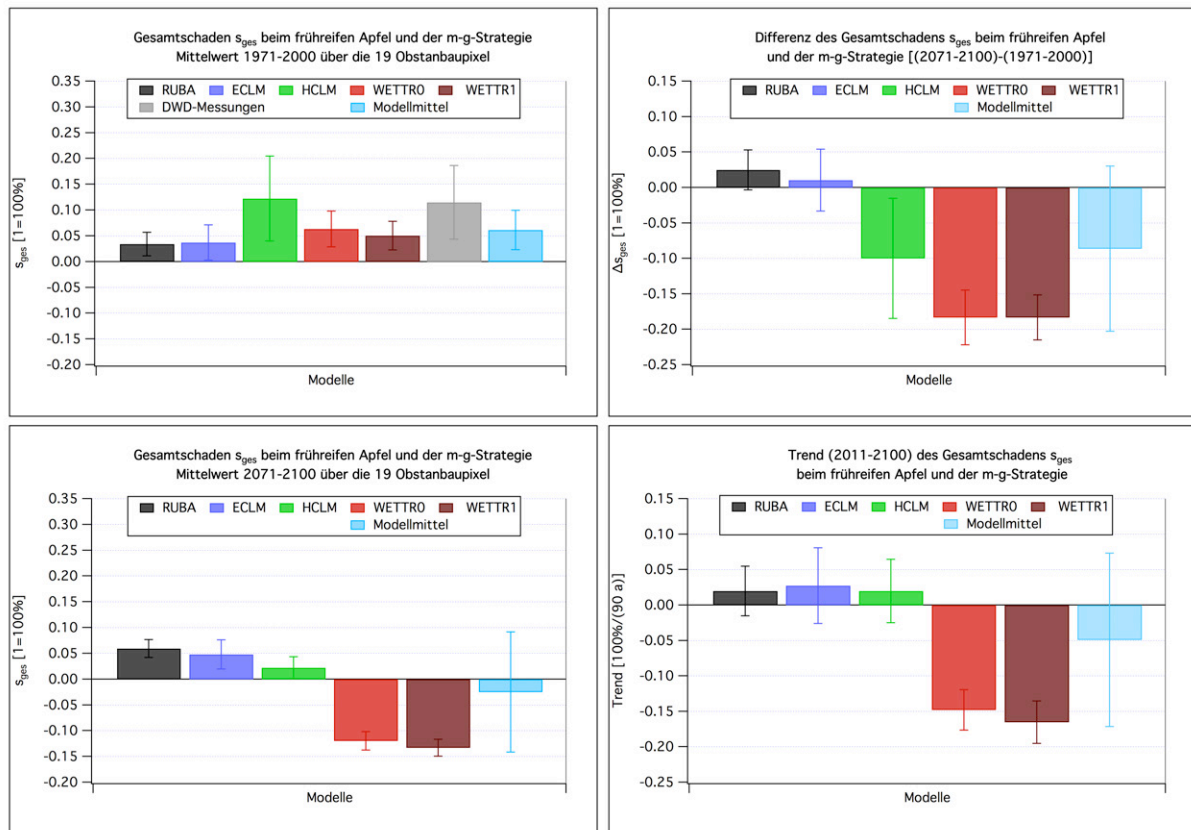 Gesamtschaden sges beim frühreifen Apfel und der m-g-Strategie
Mittelwert 1971-2000 über die 19 Obstanbaupixel
0.35
0.30
0.25
0.20
0.15
0.10
0.05
0.00
-0.05
-0.10
-0.15
-0.20
sges [1=100%]
RUBA ECLM HCLM WETTR0 WETTR1
DWD-Messungen Modellmittel
Modelle
Differenz des Gesamtschadens sges beim frühreifen Apfel
und der m-g-Strategie [(2071-2100)-(1971-2000)]
0.15
0.10
0.05
0.00
-0.05
-0.10
-0.15
-0.20
-0.25
Δsges [1=100%]
RUBA ECLM HCLM WETTR0 WETTR1
Modellmittel
Modelle
Gesamtschaden sges beim frühreifen Apfel und der m-g-Strategie
Mittelwert 2071-2100 über die 19 Obstanbaupixel
0.35
0.30
0.25
0.20
0.15
0.10
0.05
0.00
-0.05
-0.10
-0.15
-0.20
sges [1=100%]
RUBA ECLM HCLM WETTR0 WETTR1
Modellmittel
Modelle
Trend (2011-2100) des Gesamtschadens sges
beim frühreifen Apfel und der m-g-Strategie
0.15
0.10
0.05
0.00
-0.05
-0.10
-0.15
-0.20
-0.25
Trend [100%/(90 a)]
RUBA ECLM HCLM WETTR0 WETTR1
Modellmittel
Modelle